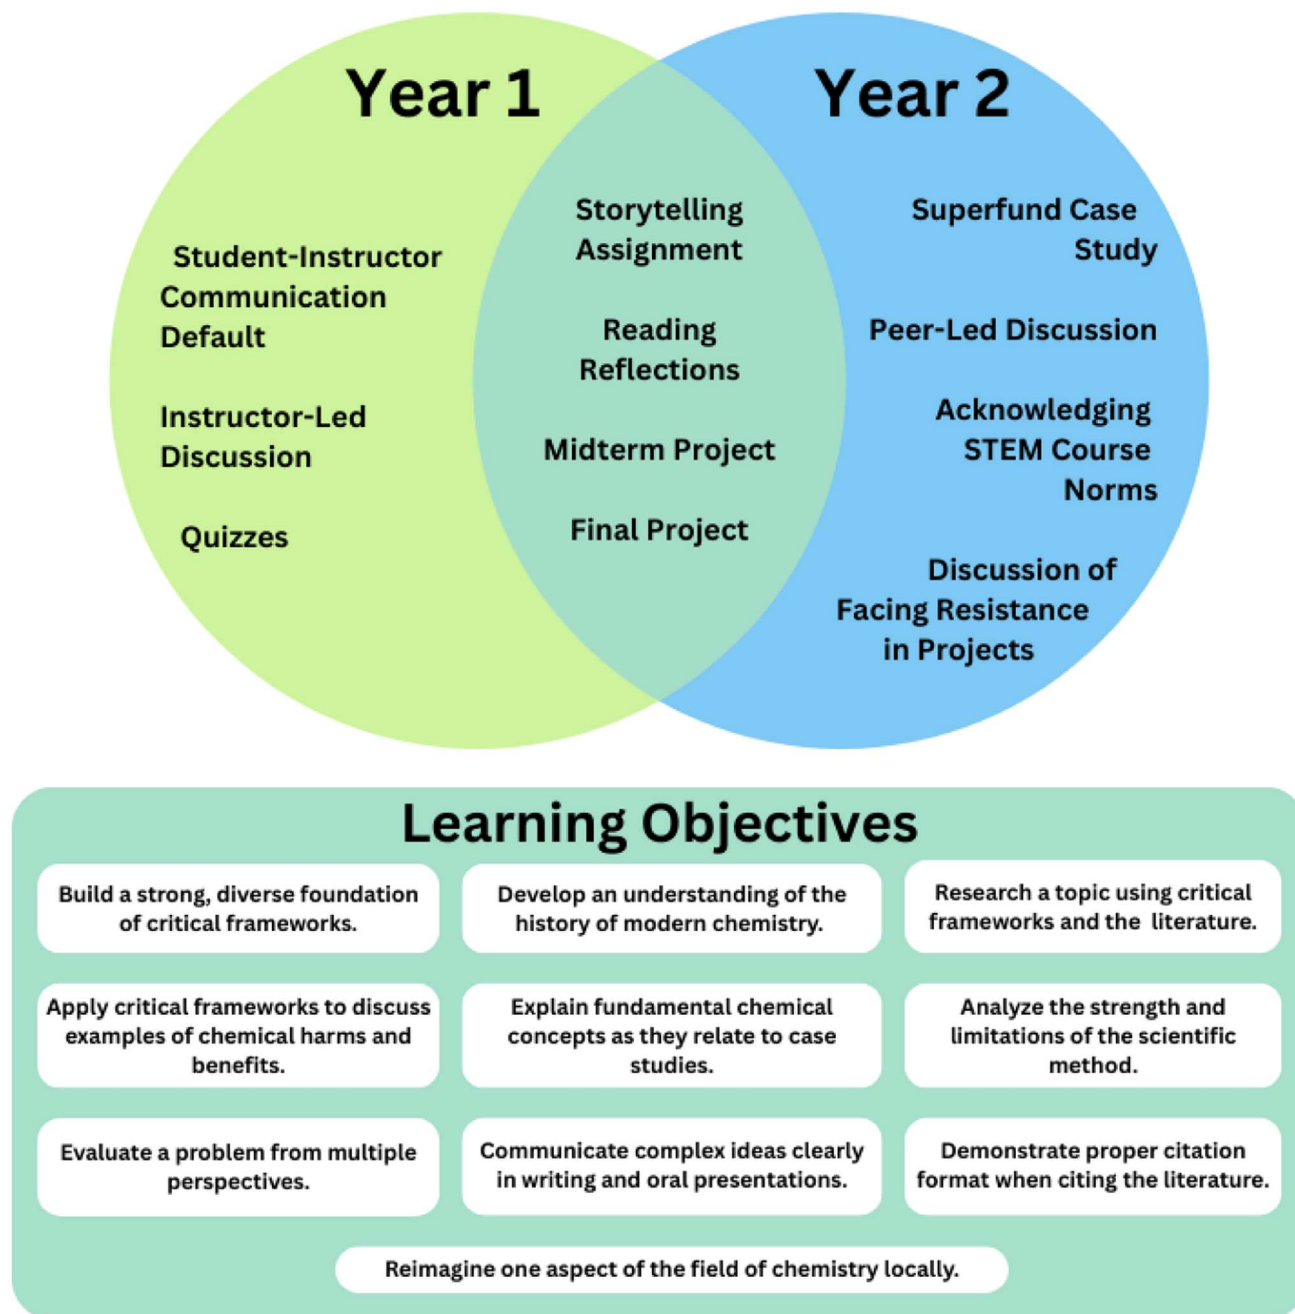 Year 1
Student-Instructor
Communication
Default
Instructor-Led
Discussion
Quizzes
Storytelling
Assignment
Reading
Reflections
Midterm Project
Final Project
Year 2
Superfund Case
Study
Peer-Led Discussion
Acknowledging
STEM Course
Norms
Discussion of
Facing Resistance
in Projects
Learning Objectives
Build a strong, diverse foundation
of critical frameworks.
Develop an understanding of the
history of modern chemistry.
Research a topic using critical
frameworks and the literature.
Apply critical frameworks to discuss
examples of chemical harms and
benefits.
Explain fundamental chemical
concepts as they relate to case
studies.
Analyze the strength and
limitations of the scientific
method.
Evaluate a problem from multiple
perspectives.
Communicate complex ideas clearly
in writing and oral presentations.
Demonstrate proper citation
format when citing the literature.
Reimagine one aspect of the field of chemistry locally.